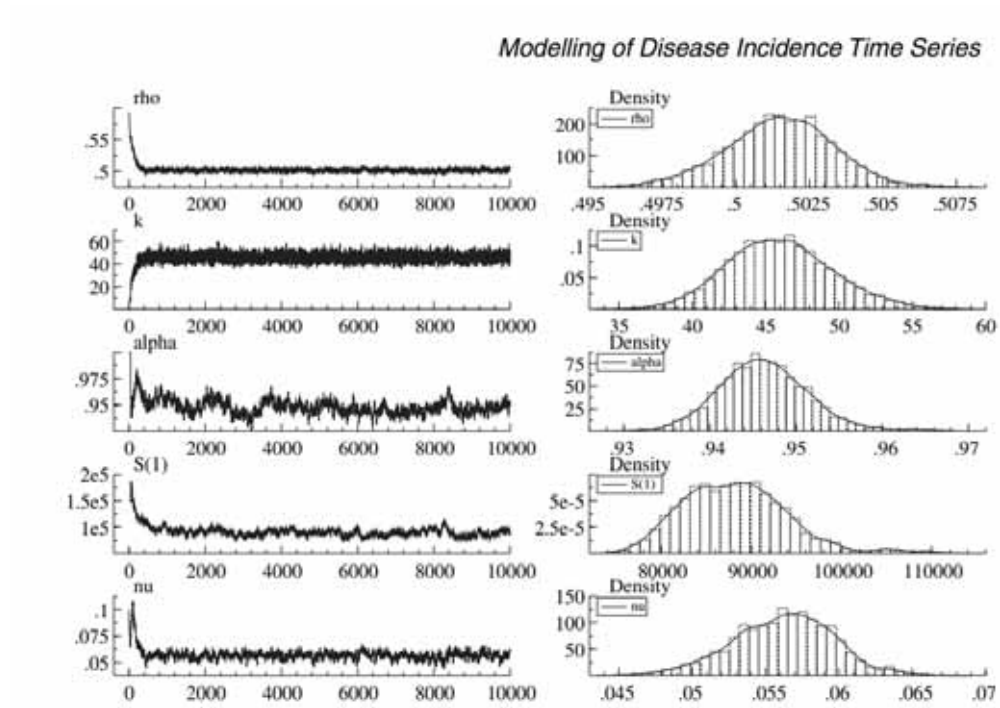 Modelling of Disease Incidence Time Series
rho
.55
.5
0 2000 4000 6000 8000 10000
Density
rho
200
100
.495 .4975 .5 .5025 .505 .5075
k
60
40
20
0 2000 4000 6000 8000 10000
Density
k
.1
.05
35 40 45 50 55 60
alpha
.975
.95
0 2000 4000 6000 8000 10000
Density
alpha
75
50
25
.93 .94 .95 .96 .97
S(1)
2e5
1.5e5
1e5
0 2000 4000 6000 8000 10000
Density
S(1)
5e-5
2.5e-5
80000 90000 100000 110000
nu
.1
.075
.05
0 2000 4000 6000 8000 10000
Density
nu
150
100
50
.045 .05 .055 .06 .065 .07